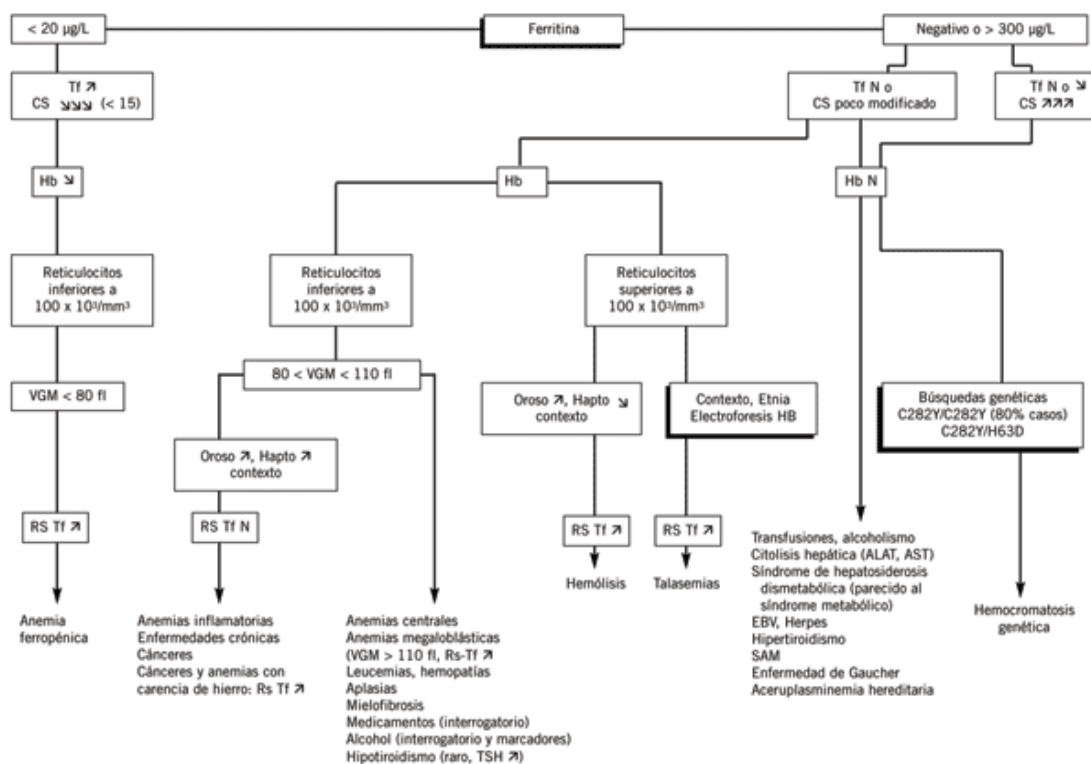 < 20 µg/L
Ferritina
Negativo o > 300 µg/L
Tf ↗
CS ↘↘↘ (< 15)
Tf N o
CS poco modificado
Tf N o ↘
CS ↗↗↗
Hb ↘
Hb
Hb N
Reticulocitos
inferiores a
100 x 10³/mm³
Reticulocitos
inferiores a
100 x 10³/mm³
Reticulocitos
superiores a
100 x 10³/mm³
VGM < 80 fl
80 < VGM < 110 fl
Oroso ↗, Hapto ↘
contexto
Contexto, Etnia
Electroforesis HB
Búsquedas genéticas
C282Y/C282Y (80% casos)
C282Y/H63D
Oroso ↗, Hapto ↗
contexto
RS Tf ↗
RS Tf N
RS Tf ↗
RS Tf ↗
Anemia
ferropénica
Anemias inflamatorias
Enfermedades crónicas
Cánceres
Cánceres y anemias con
carencia de hierro: Rs Tf ↗
Anemias centrales
Anemias megaloblásticas
(VGM > 110 fl, Rs-Tf ↗
Leucemias, hemopatías
Aplasias
Mielofibrosis
Medicamentos (interrogatorio)
Alcohol (interrogatorio y marcadores)
Hipotiroidismo (raro, TSH ↗)
Hemólisis
Talasemias
Transfusiones, alcoholismo
Citolisis hepática (ALAT, AST)
Síndrome de hepatosiderosis
dismetabólica (parecido al
síndrome metabólico)
EBV, Herpes
Hipertiroidismo
SAM
Enfermedad de Gaucher
Aceruplasminemia hereditaria
Hemocromatosis
genética